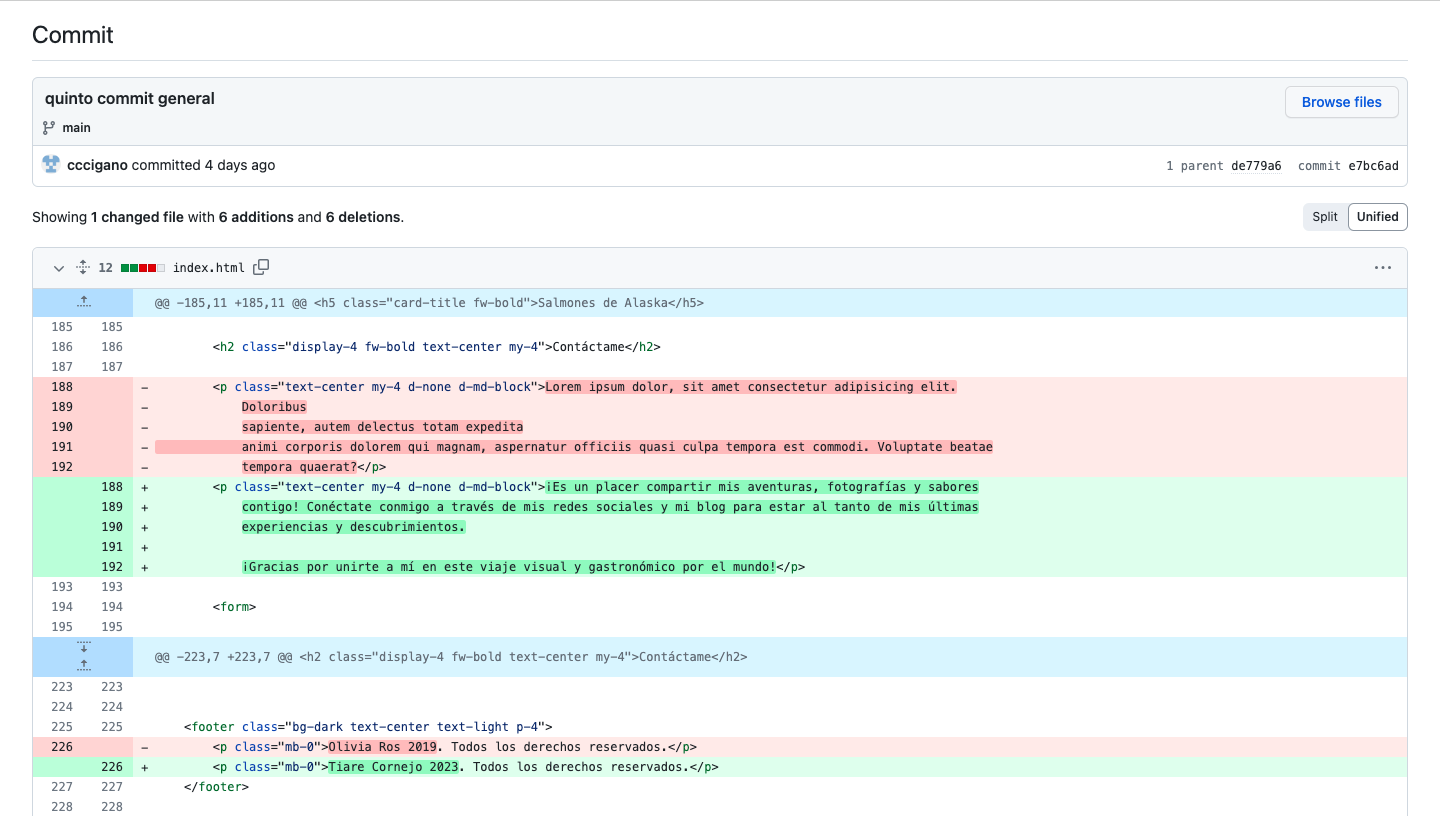 Commit
quinto commit general
Browse files
main
cccigano committed 4 days ago
1 parent de779a6 commit e7bc6ad
Showing 1 changed file with 6 additions and 6 deletions.
Split Unified
12 index.html
@@ -185,11 +185,11 @@ <h5 class="card-title fw-bold">Salmones de Alaska</h5>
185 185
186 186 <h2 class="display-4 fw-bold text-center my-4">Contáctame</h2>
187 187
188 - <p class="text-center my-4 d-none d-md-block">Lorem ipsum dolor, sit amet consectetur adipisicing elit.
189 - Doloribus
190 - sapiente, autem delectus totam expedita
191 - animi corporis dolorem qui magnam, aspernatur officiis quasi culpa tempora est commodi. Voluptate beatae
192 - tempora quaerat?</p>
188 + <p class="text-center my-4 d-none d-md-block">¡Es un placer compartir mis aventuras, fotografías y sabores
189 + contigo! Conéctate conmigo a través de mis redes sociales y mi blog para estar al tanto de mis últimas
190 + experiencias y descubrimientos.
191 +
192 + ¡Gracias por unirte a mí en este viaje visual y gastronómico por el mundo!</p>
193 193
194 194 <form>
195 195
@@ -223,7 +223,7 @@ <h2 class="display-4 fw-bold text-center my-4">Contáctame</h2>
223 223
224 224
225 225 <footer class="bg-dark text-center text-light p-4">
226 - <p class="mb-0">Olivia Ros 2019. Todos los derechos reservados.</p>
226 + <p class="mb-0">Tiare Cornejo 2023. Todos los derechos reservados.</p>
227 227 </footer>
228 228